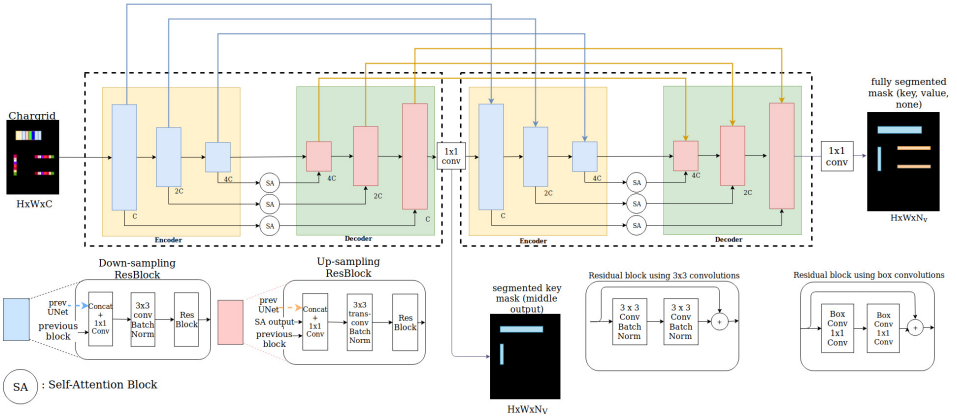 Chargrid
HxWxC
C
2C
4C
Encoder
SA
SA
SA
4C
2C
C
Decoder
1x1
conv
C
2C
4C
Encoder
SA
SA
SA
4C
2C
C
Decoder
1x1
conv
fully segmented
mask (key, value,
none)
HxWxNV
Down-sampling
ResBlock
prev
UNet
previous
block
Concat
+
1x1
Conv
3x3
conv
Batch
Norm
Res
Block
Up-sampling
ResBlock
prev
UNet
SA output
previous
block
Concat
+
1x1
Conv
3x3
trans-
conv
Batch
Norm
Res
Block
segmented key
mask (middle
output)
HxWxNV
Residual block using 3x3 convolutions
3 x 3
Conv
Batch
Norm
3 x 3
Conv
Batch
Norm
+
Residual block using box convolutions
Box
Conv
1x1
Conv
Box
Conv
1x1
Conv
+
SA : Self-Attention Block